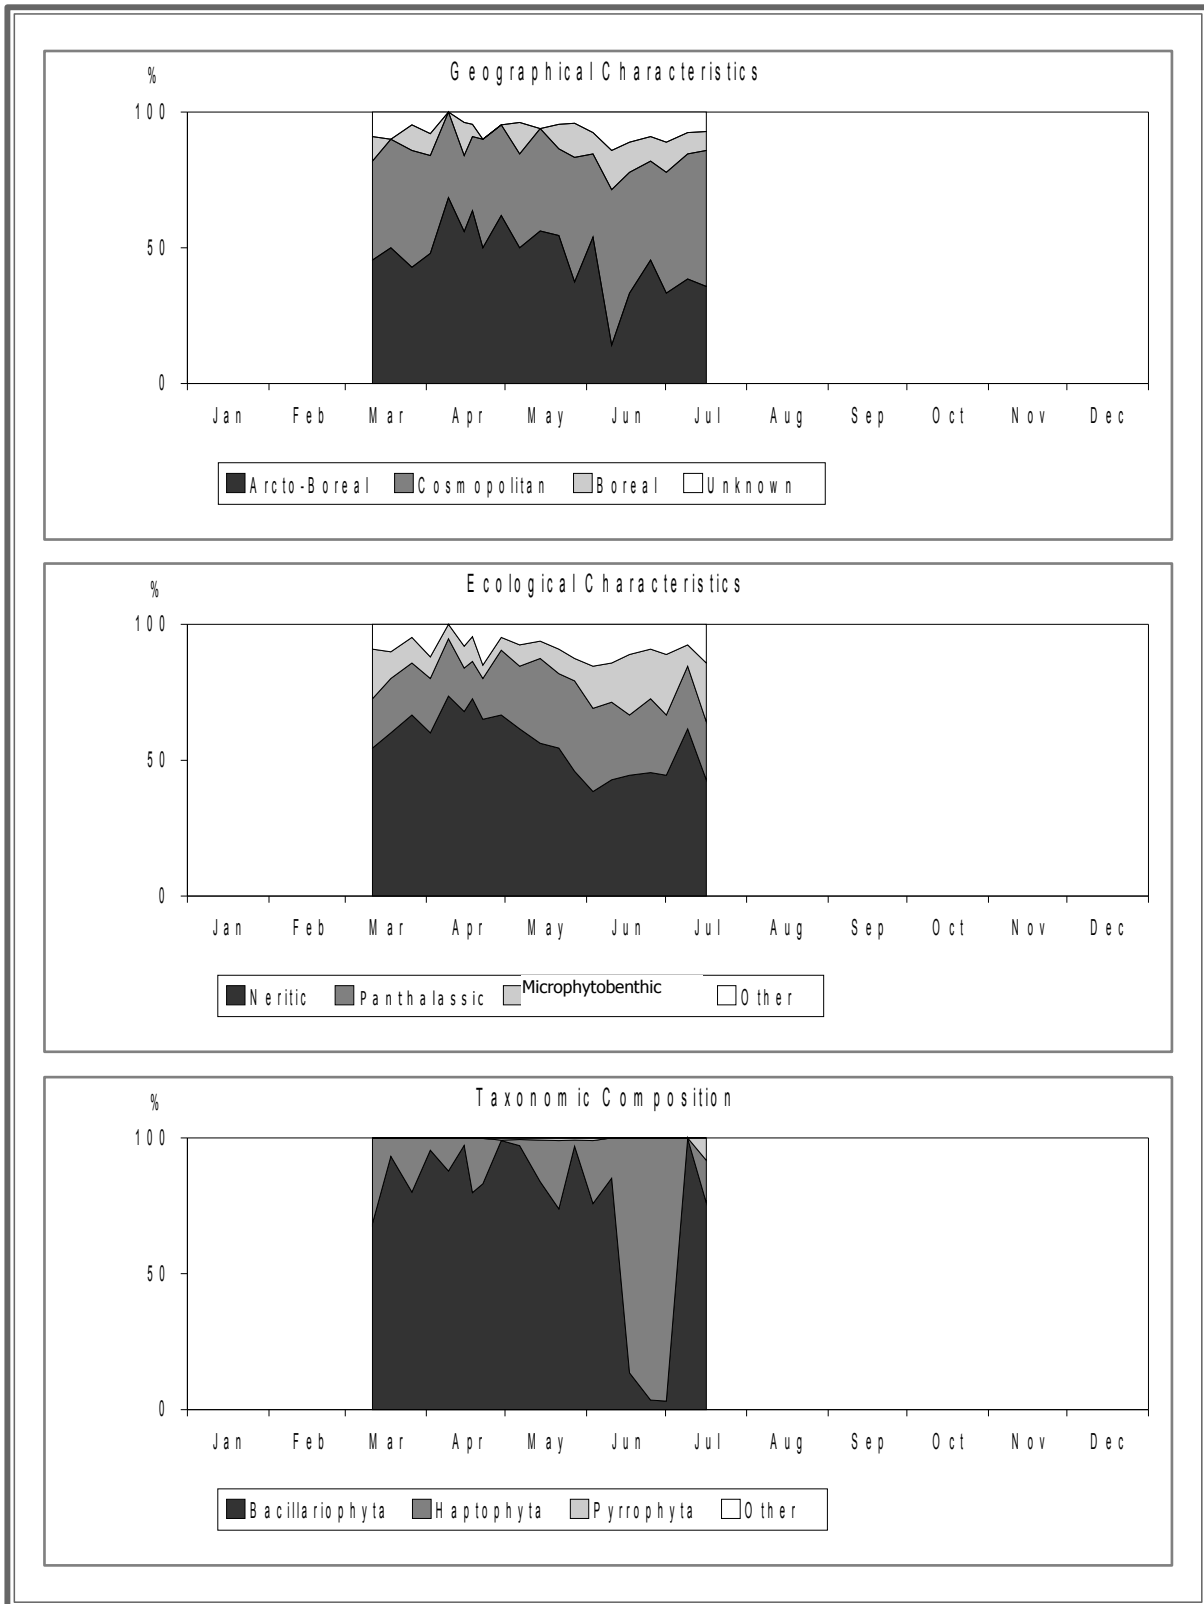 Geographical Characteristics
%
100
50
0
Jan Feb Mar Apr May Jun Jul Aug Sep Oct Nov Dec
Arcto-Boreal Cosmopolitan Boreal Unknown
Ecological Characteristics
%
100
50
0
Jan Feb Mar Apr May Jun Jul Aug Sep Oct Nov Dec
Neritic Panthalassic Microphytobenthic Other
Taxonomic Composition
%
100
50
0
Jan Feb Mar Apr May Jun Jul Aug Sep Oct Nov Dec
Bacillariophyta Haptophyta Pyrrophyta Other